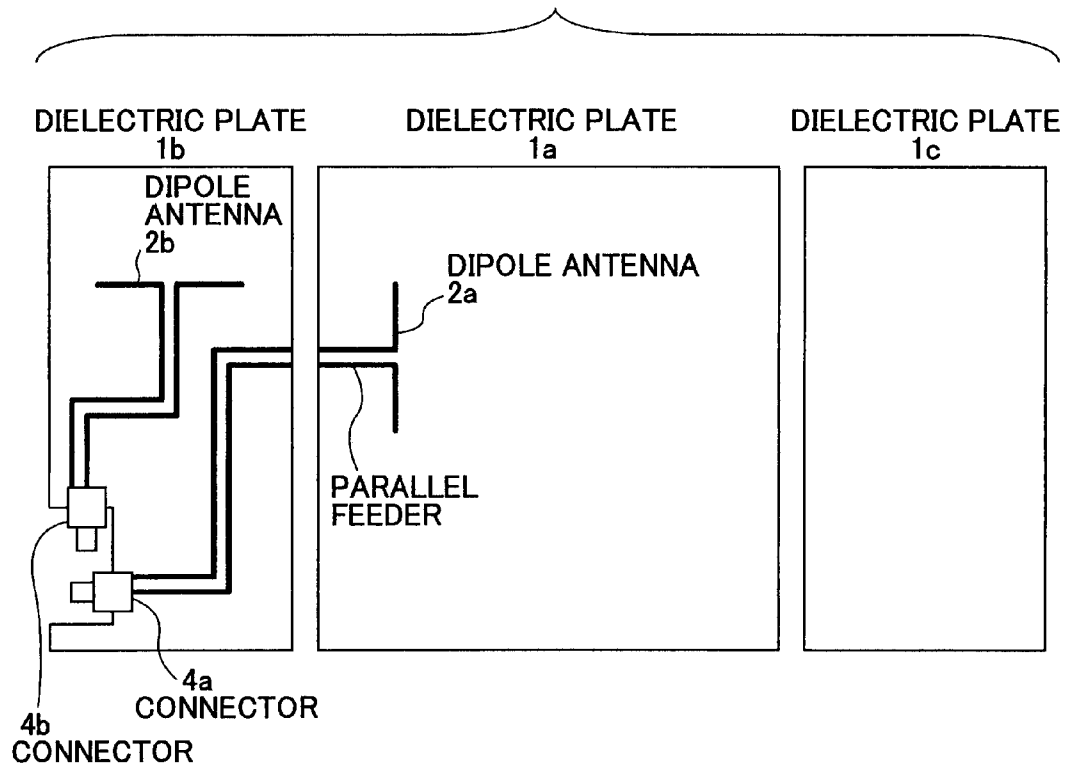 DIELECTRIC PLATE
1b
DIELECTRIC PLATE
1a
DIELECTRIC PLATE
1c
DIPOLE
ANTENNA
2b
DIPOLE ANTENNA
2a
PARALLEL
FEEDER
4a
CONNECTOR
4b
CONNECTOR